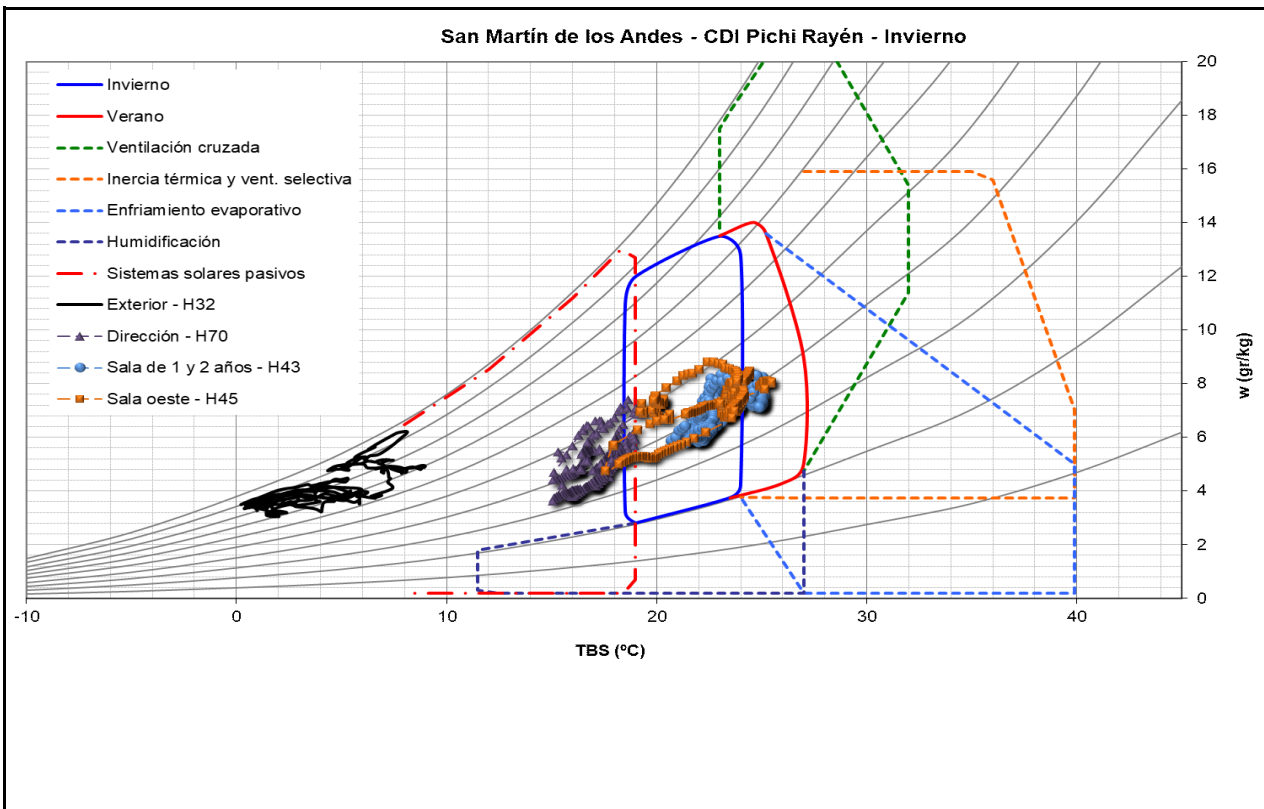 San Martín de los Andes - CDI Pichi Rayén - Invierno
Invierno
Verano
Ventilación cruzada
Inercia térmica y vent. selectiva
Enfriamiento evaporativo
Humidificación
Sistemas solares pasivos
Exterior - H32
Dirección - H70
Sala de 1 y 2 años - H43
Sala oeste - H45
20
18
16
14
12
10
8
6
4
2
0
w (gr/kg)
-10 0 10 20 30 40
TBS (ºC)